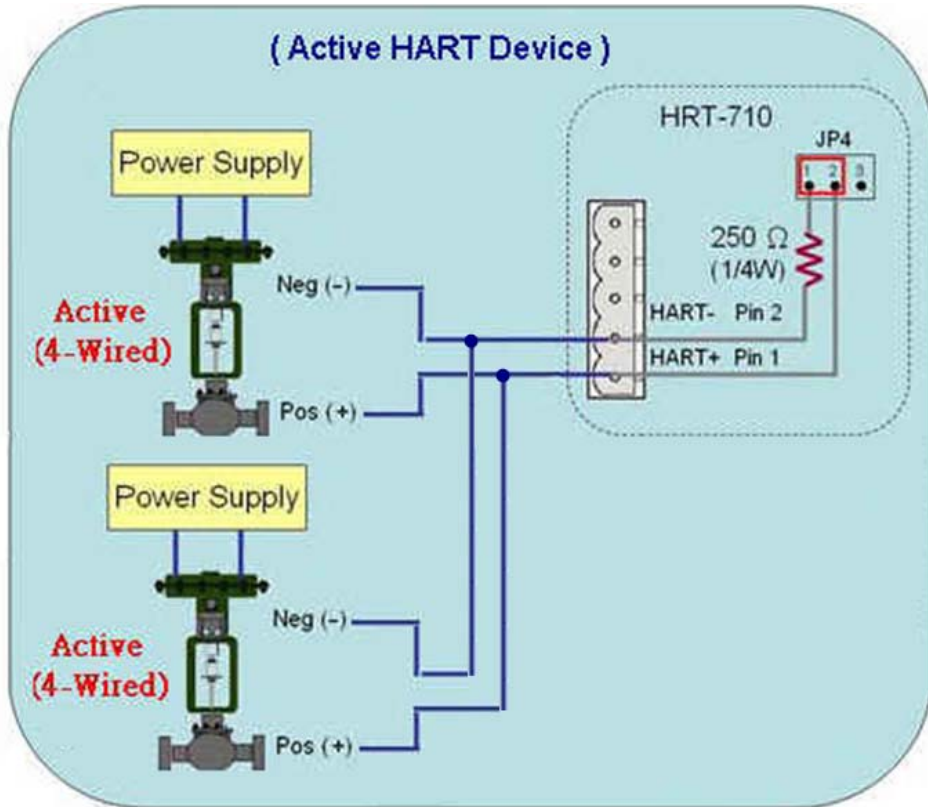 ( Active HART Device )
HRT-710
JP4
1 2 3
Power Supply
250 Ω
(1/4W)
Neg (-)
Active
(4-Wired)
HART- Pin 2
HART+ Pin 1
Pos (+)
Power Supply
Neg (-)
Active
(4-Wired)
Pos (+)